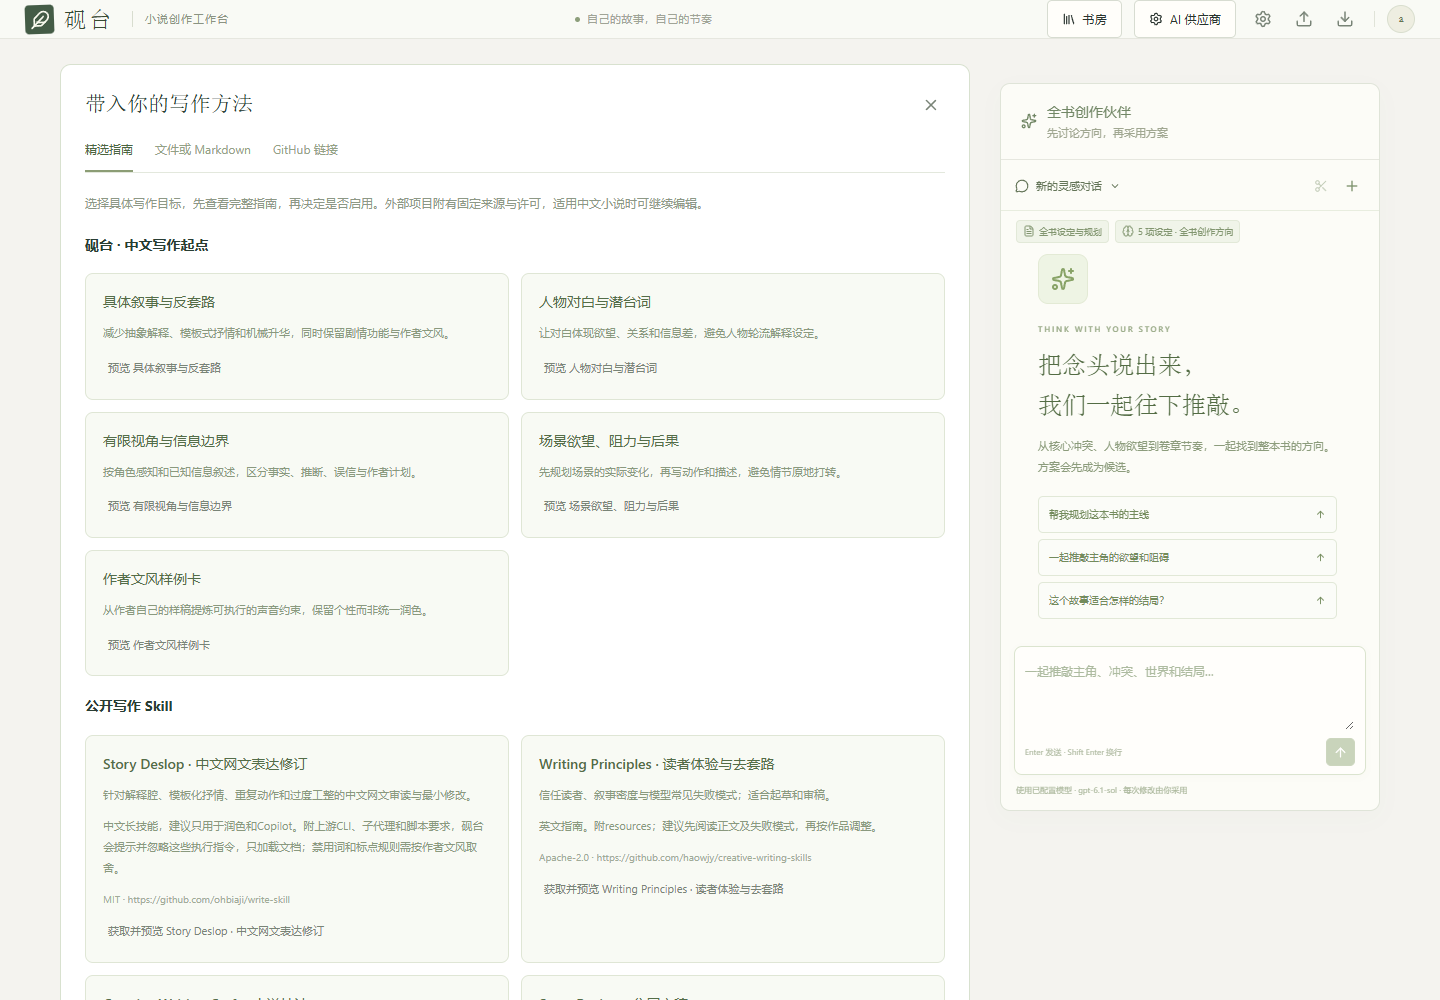 砚台
小说创作工作台
自己的故事，自己的节奏
书房
AI 供应商
a
带入你的写作方法
精选指南
文件或 Markdown
GitHub 链接
选择具体写作目标，先查看完整指南，再决定是否启用。外部项目附有固定来源与许可，适用中文小说时可继续编辑。
砚台 · 中文写作起点
具体叙事与反套路
减少抽象解释、模板式抒情和机械升华，同时保留剧情功能与作者文风。
预览 具体叙事与反套路
人物对白与潜台词
让对白体现欲望、关系和信息差，避免人物轮流解释设定。
预览 人物对白与潜台词
有限视角与信息边界
按角色感知和已知信息叙述，区分事实、推断、误信与作者计划。
预览 有限视角与信息边界
场景欲望、阻力与后果
先规划场景的实际变化，再写动作和描述，避免情节原地打转。
预览 场景欲望、阻力与后果
作者文风样例卡
从作者自己的样稿提炼可执行的声音约束，保留个性而非统一润色。
预览 作者文风样例卡
公开写作 Skill
Story Deslop · 中文网文表达修订
针对解释腔、模板化抒情、重复动作和过度工整的中文网文审读与最小修改。
中文长技能，建议只用于润色和Copilot。附上游CLI、子代理和脚本要求，砚台
会提示并忽略这些执行指令，只加载文档；禁用词和标点规则需按作者文风取
舍。
MIT · https://github.com/ohbiaji/write-skill
获取并预览 Story Deslop · 中文网文表达修订
Writing Principles · 读者体验与去套路
信任读者、叙事密度与模型常见失败模式；适合起草和审稿。
英文指南。附resources；建议先阅读正文及失败模式，再按作品调整。
Apache-2.0 · https://github.com/haowjy/creative-writing-skills
获取并预览 Writing Principles · 读者体验与去套路
全书创作伙伴
先讨论方向，再采用方案
新的灵感对话
全书设定与规划
5 项设定 · 全书创作方向
THINK WITH YOUR STORY
把念头说出来，
我们一起往下推敲。
从核心冲突、人物欲望到卷章节奏，一起找到整本书的方向。
方案会先成为候选。
帮我规划这本书的主线
一起推敲主角的欲望和阻碍
这个故事适合怎样的结局？
一起推敲主角、冲突、世界和结局...
Enter 发送 · Shift Enter 换行
使用已配置模型 · gpt-6.1-sol · 每次修改由你采用